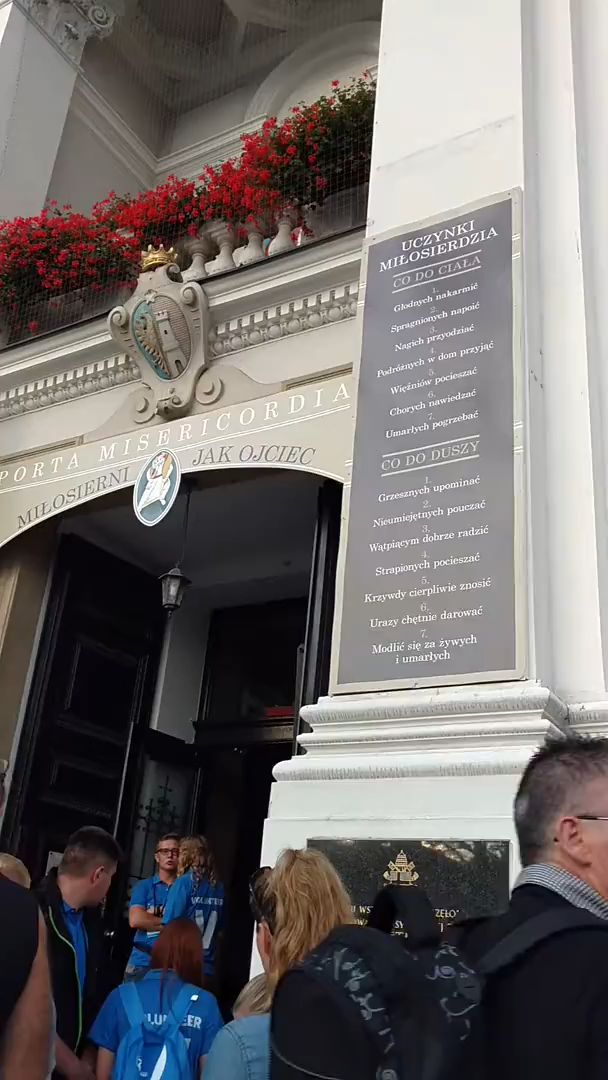 UCZYNKI
MIŁOSIERDZIA
CO DO CIAŁA
1.
Głodnych nakarmić
2.
Spragnionych napoić
3.
Nagich przyodziać
4.
Podróżnych w dom przyjąć
5.
Więźniów pocieszać
6.
Chorych nawiedzać
7.
Umarłych pogrzebać
CO DO DUSZY
1.
Grzesznych upominać
2.
Nieumiejętnych pouczać
3.
Wątpiącym dobrze radzić
4.
Strapionych pocieszać
5.
Krzywdy cierpliwie znosić
6.
Urazy chętnie darować
7.
Modlić się za żywych
i umarłych
PORTA MISERICORDIA
MIŁOSIERNI JAK OJCIEC
VOLUNTEER